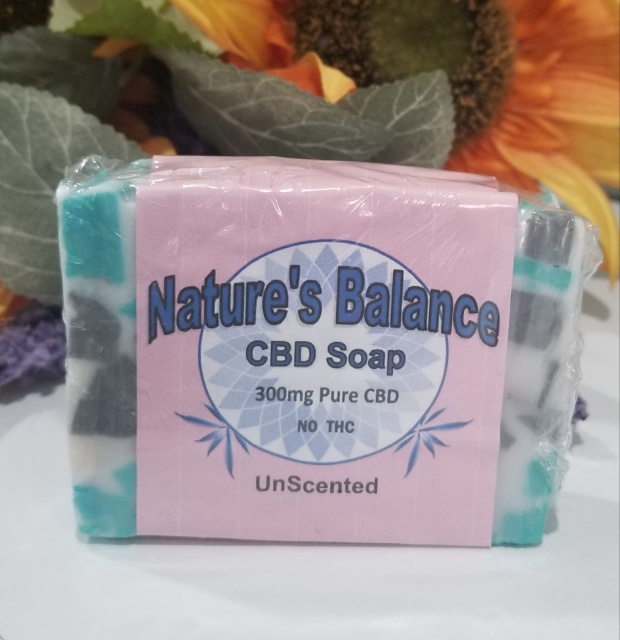 Nature's Balance
CBD Soap
300mg Pure CBD
NO THC
UnScented